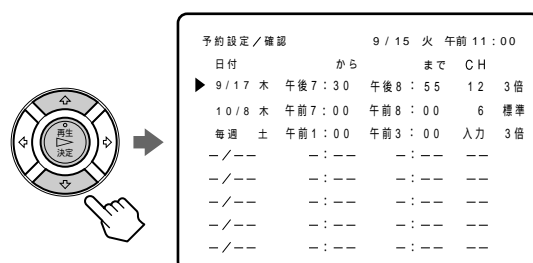 予約設定/確認 9/15 火 午前11:00
日付 から まで CH
9/17 木 午後7:30 午後8:55 12 3倍
10/8 木 午前7:00 午前8:00 6 標準
毎週 土 午前1:00 午前3:00 入力 3倍
–/–– –:–– –:–– ––
–/–– –:–– –:–– ––
–/–– –:–– –:–– ––
–/–– –:–– –:–– ––
–/–– –:–– –:–– ––
再生
決定